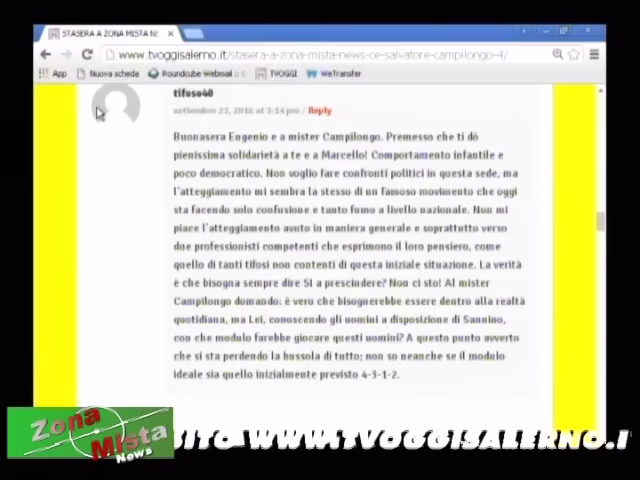 STASERA A ZONA MISTA
www.tvoggisalerno.it/stasera-a-zona-mista-news-ce-salvatore-campilongo-4/
App Nuova scheda Roundcube Webmail :: TVOGGI WeTransfer
tifoso40
settembre 23, 2016 at 3:14 pm / Reply
Buonasera Eugenio e a mister Campilongo. Premesso che ti dò
pienissima solidarietà a te e a Marcello! Comportamento infantile e
poco democratico. Non voglio fare confronti politici in questa sede, ma
l'atteggiamento mi sembra la stesso di un famoso movimento che oggi
sta facendo solo confusione e tanto fumo a livello nazionale. Non mi
piace l'atteggiamento avuto in maniera generale e soprattutto verso
due professionisti competenti che esprimono il loro pensiero, come
quello di tanti tifosi non contenti di questa iniziale situazione. La verità
è che bisogna sempre dire SI a prescindere? Non ci sto! Al mister
Campilongo domando: è vero che bisognerebbe essere dentro alla realtà
quotidiana, ma Lei, conoscendo gli uomini a disposizione di Sannino,
con che modulo farebbe giocare questi uomini? A questo punto avverto
che si sta perdendo la bussola di tutto; non so neanche se il modulo
ideale sia quello inizialmente previsto 4-3-1-2.
Zona
Mista
News
SITO WWW.TVOGGISALERNO.I